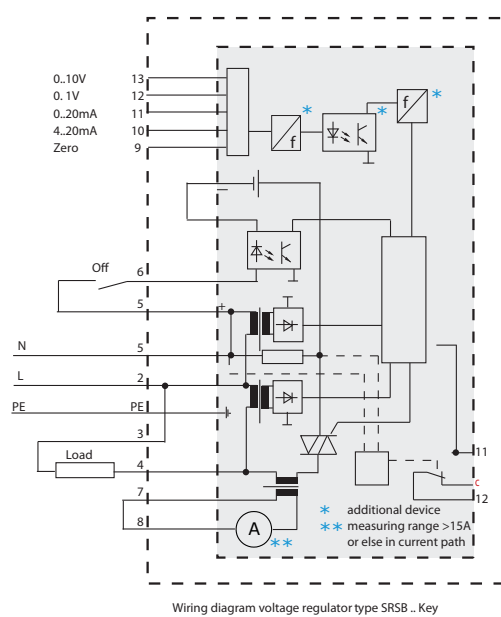 0..10V 13
0. 1V 12
0..20mA 11
4..20mA 10
Zero 9
* f
*
f *
−
Off 6
5 +
N 5
L 2
PE PE
3
Load 4
7
8 A **
11
c
12
* additional device
** measuring range >15A
or else in current path
Wiring diagram voltage regulator type SRSB .. Key